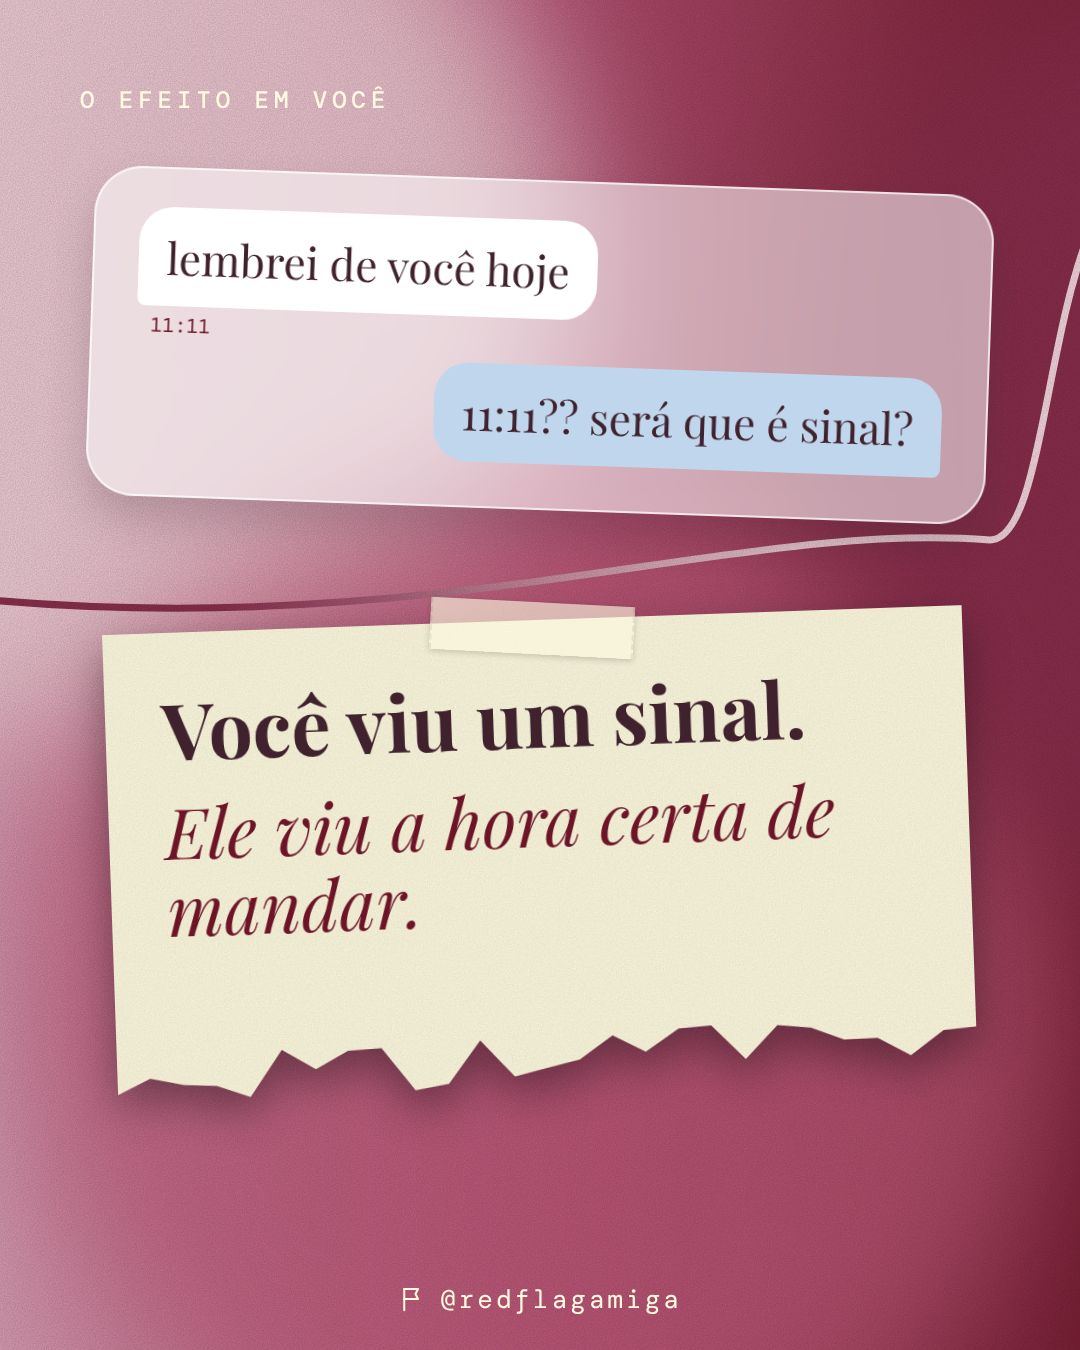 O EFEITO EM VOCÊ
lembrei de você hoje
11:11
11:11?? será que é sinal?
Você viu um sinal.
Ele viu a hora certa de
mandar.
@redflagamiga